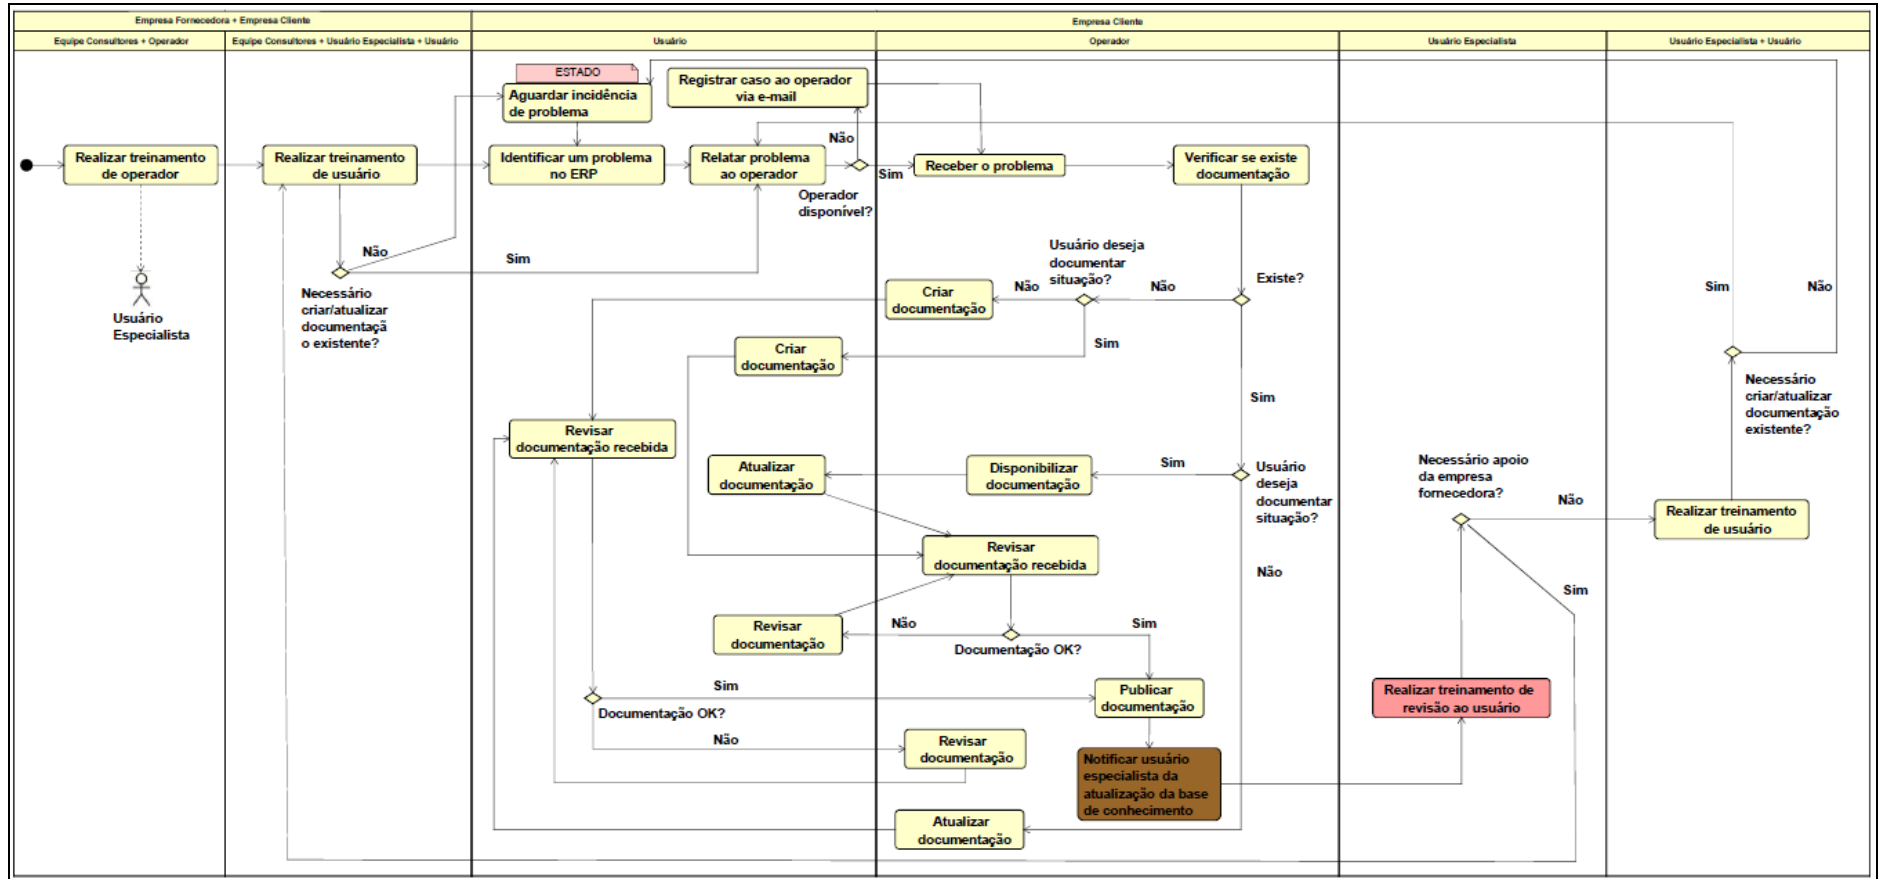 Empresa Fornecedora + Empresa Cliente
Empresa Cliente
Equipe Consultores + Operador
Equipe Consultores + Usuário Especialista + Usuário
Usuário
Operador
Usuário Especialista
Usuário Especialista + Usuário
ESTADO
Aguardar incidência
de problema
Registrar caso ao operador
via e-mail
Realizar treinamento
de operador
Realizar treinamento
de usuário
Identificar um problema
no ERP
Relatar problema
ao operador
Não
Sim
Operador
disponível?
Receber o problema
Verificar se existe
documentação
Usuário
Especialista
Não
Sim
Necessário
criar/atualizar
documentaçã
o existente?
Usuário deseja
documentar
situação?
Existe?
Não
Não
Criar
documentação
Sim
Criar
documentação
Sim
Sim
Não
Necessário
criar/atualizar
documentação
existente?
Revisar
documentação recebida
Atualizar
documentação
Disponibilizar
documentação
Sim
Usuário
deseja
documentar
situação?
Necessário apoio
da empresa
fornecedora?
Não
Realizar treinamento
de usuário
Revisar
documentação recebida
Não
Sim
Revisar
documentação
Não
Sim
Documentação OK?
Sim
Documentação OK?
Não
Publicar
documentação
Realizar treinamento de
revisão ao usuário
Revisar
documentação
Notificar usuário
especialista da
atualização da base
de conhecimento
Atualizar
documentação